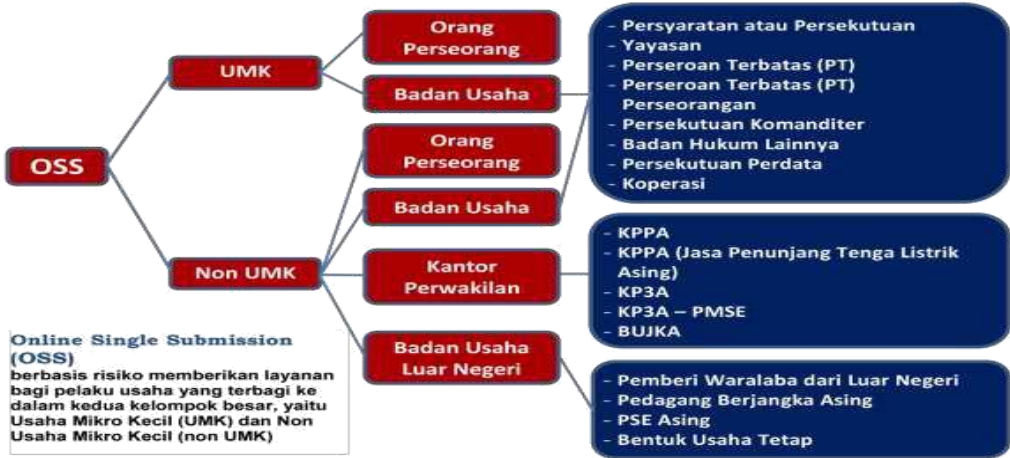 OSS
UMK
Non UMK
Orang
Perseorang
Badan Usaha
Orang
Perseorang
Badan Usaha
Kantor
Perwakilan
Badan Usaha
Luar Negeri
- Persyaratan atau Persekutuan
- Yayasan
- Perseroan Terbatas (PT)
- Perseroan Terbatas (PT)
Perseorangan
- Persekutuan Komanditer
- Badan Hukum Lainnya
- Persekutuan Perdata
- Koperasi
- KPPA
- KPPA (Jasa Penunjang Tenga Listrik
Asing)
- KP3A
- KP3A – PMSE
- BUJKA
- Pemberi Waralaba dari Luar Negeri
- Pedagang Berjangka Asing
- PSE Asing
- Bentuk Usaha Tetap
Online Single Submission
(OSS)
berbasis risiko memberikan layanan
bagi pelaku usaha yang terbagi ke
dalam kedua kelompok besar, yaitu
Usaha Mikro Kecil (UMK) dan Non
Usaha Mikro Kecil (non UMK)